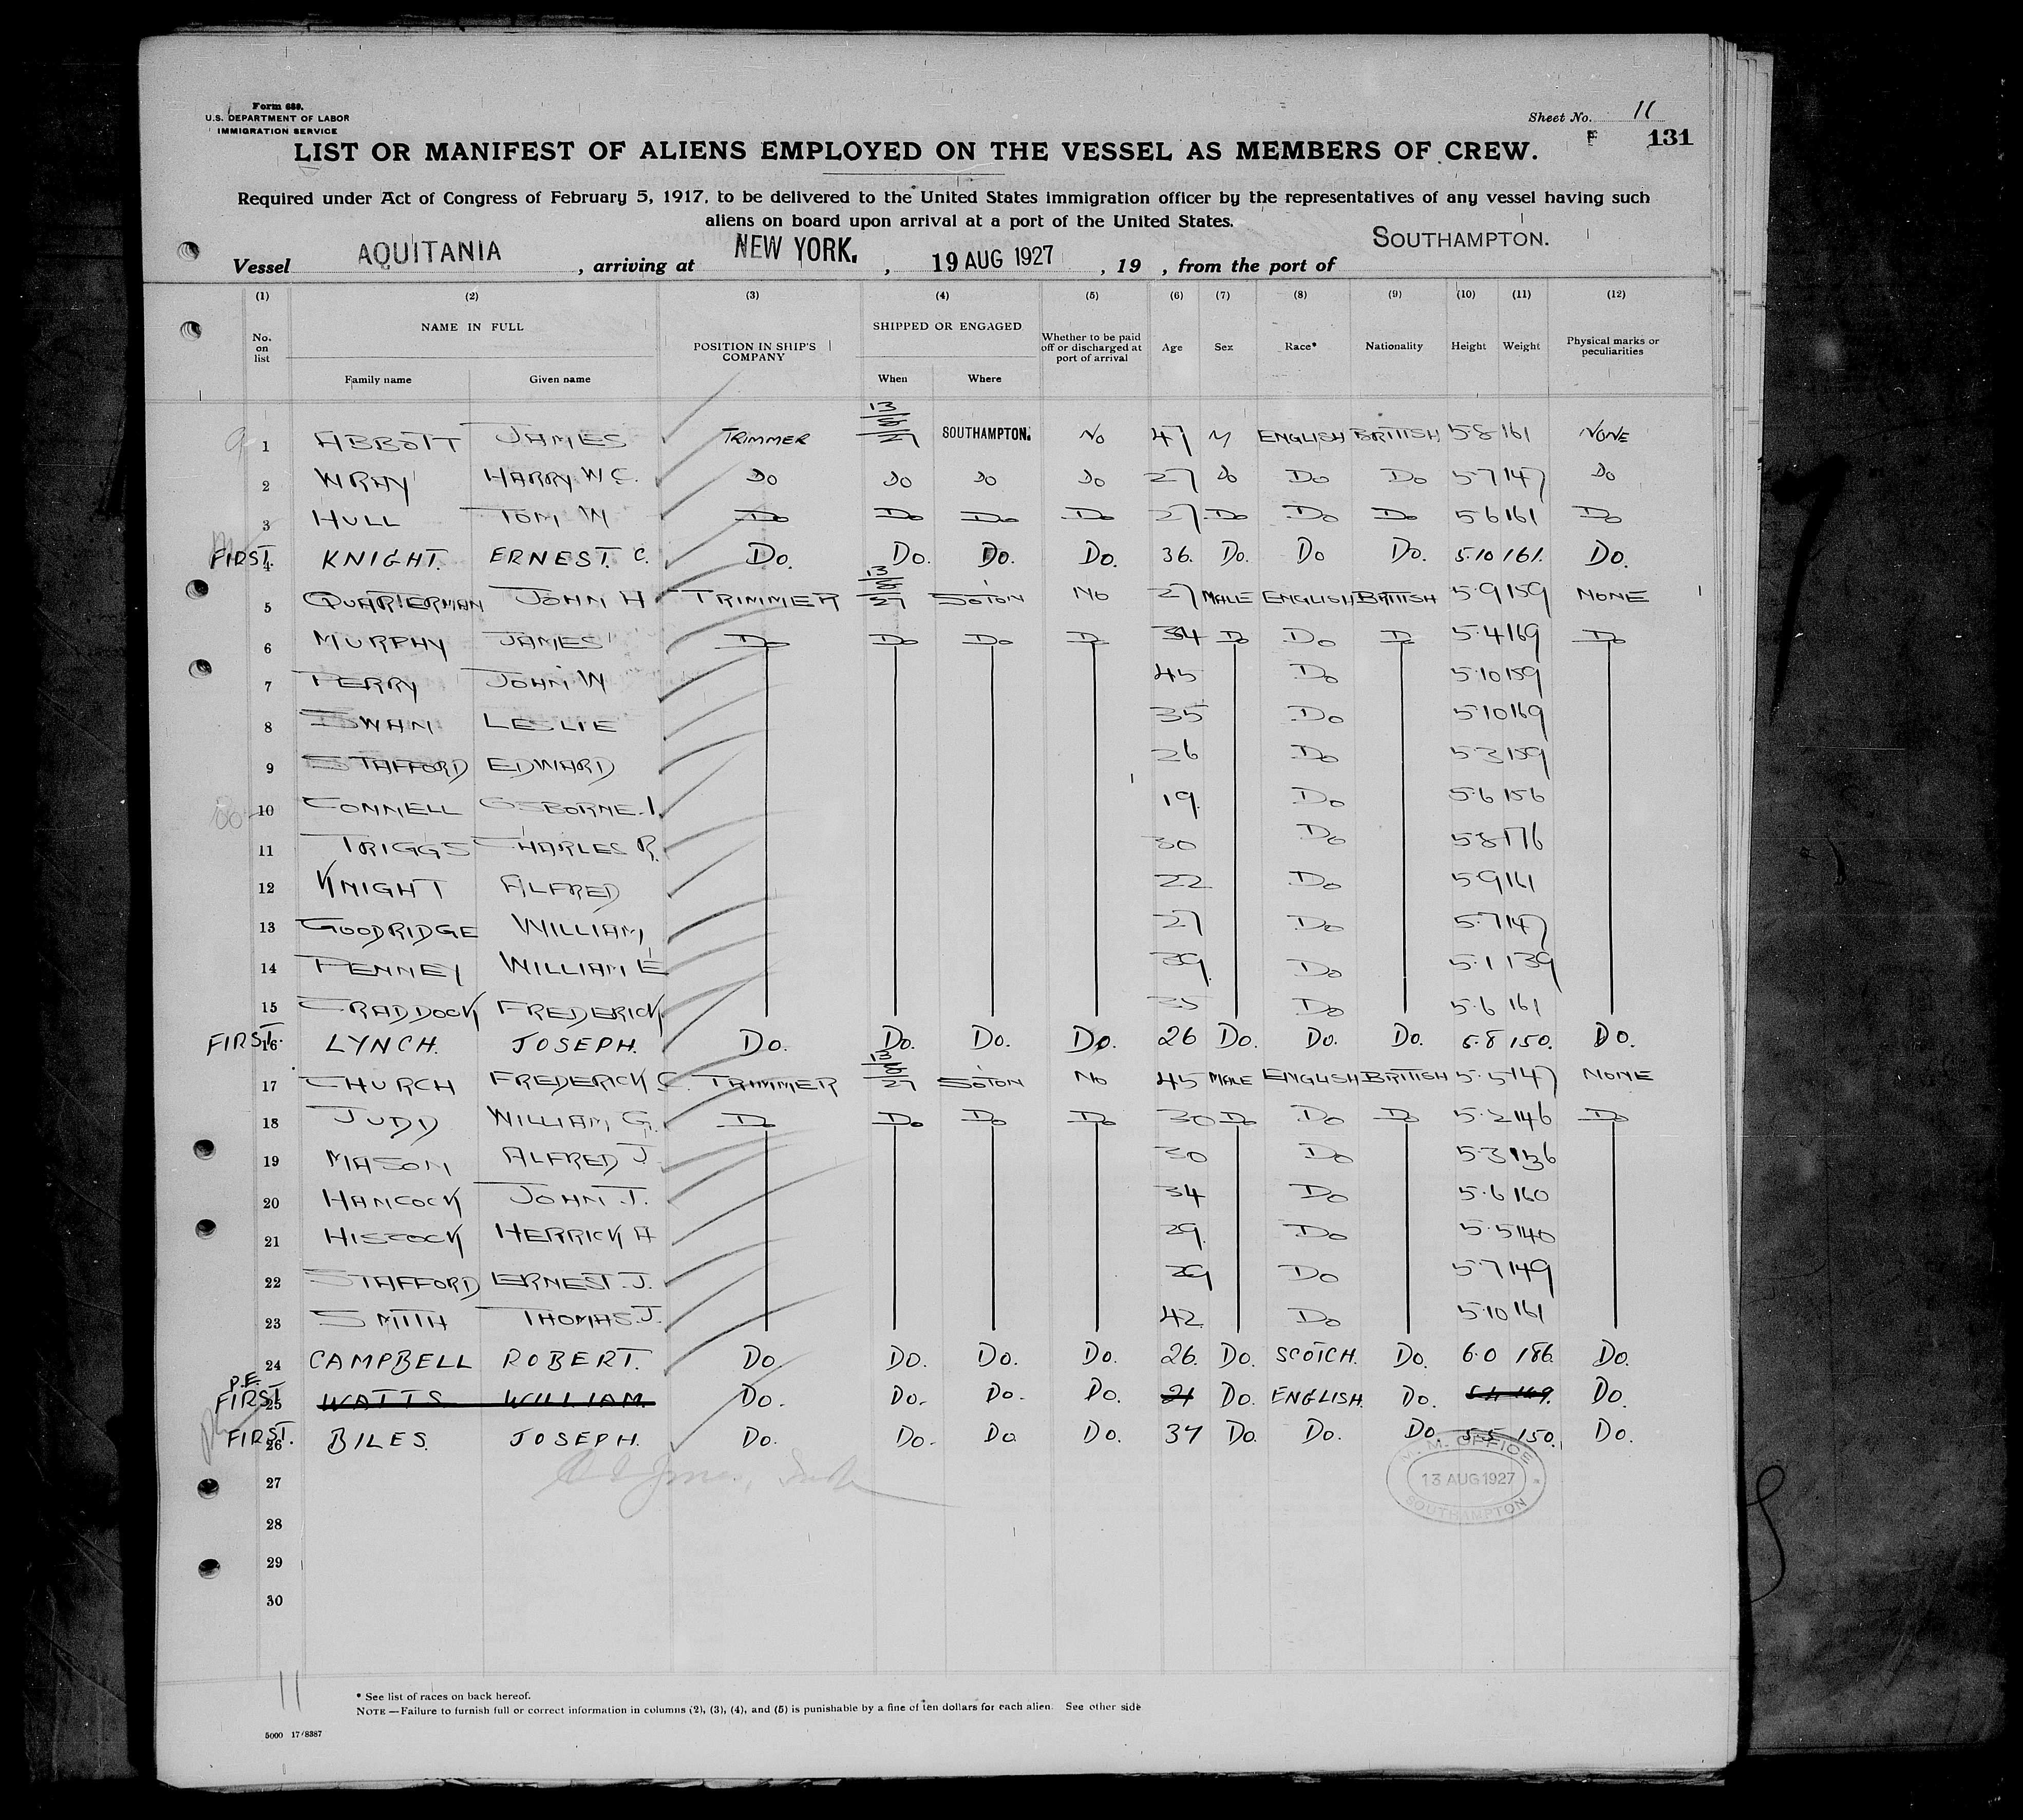 Form 689.
U.S. DEPARTMENT OF LABOR
IMMIGRATION SERVICE
Sheet No. 11
131
LIST OR MANIFEST OF ALIENS EMPLOYED ON THE VESSEL AS MEMBERS OF CREW.
Required under Act of Congress of February 5, 1917, to be delivered to the United States immigration officer by the representatives of any vessel having such
aliens on board upon arrival at a port of the United States.
Vessel AQUITANIA , arriving at NEW YORK. , 19 AUG 1927 , 19 , from the port of SOUTHAMPTON.
(1) (2) (3) (4) (5) (6) (7) (8) (9) (10) (11) (12)
No. on list NAME IN FULL POSITION IN SHIP'S COMPANY SHIPPED OR ENGAGED Whether to be paid off or discharged at port of arrival Age Sex Race* Nationality Height Weight Physical marks or peculiarities
Family name Given name When Where
1 ABBOTT JAMES TRIMMER 13/8/27 SOUTHAMPTON. NO 47 M ENGLISH BRITISH 5.8 161 NONE
2 WRAY HARRY W C. DO DO DO DO 27 DO DO DO 5.7 147 DO
3 HULL TOM W DO DO DO DO 27 DO DO DO 5.6 161 DO
FIRST. 4 KNIGHT. ERNEST. C. DO. DO. DO. DO. 36. DO. DO DO. 5.10 161. DO.
5 QUARTERMAN JOHN H TRIMMER 13/8/27 SOTON NO 27 MALE ENGLISH BRITISH 5.9 159 NONE
6 MURPHY JAMES DO DO DO DO 34 DO DO DO 5.4 169 DO
7 PERRY JOHN W 45 DO 5.10 159
8 LESLIE 35 DO 5.10 169
9 STAFFORD EDWARD 26 DO 5.3 159
10 CONNELL OSBORNE. I. 19. DO 5.6 156
11 TRIGGS CHARLES R. 30 DO 5.8 176
12 KNIGHT ALFRED 22 DO 5.9 161
13 GOODRIDGE WILLIAM 27 DO 5.7 147
14 PENNEY WILLIAM E 39. DO 5.1 139
15 CRADDOCK FREDERICK 35 DO 5.6 161
FIRST. 16 LYNCH. JOSEPH. DO. DO. DO. DO. 26 DO. DO. DO. 5.8 150. DO.
17 CHURCH FREDERICK C. TRIMMER 13/8/27 SOTON NO 45 MALE ENGLISH BRITISH 5.5 147 NONE
18 JUDD WILLIAM G. DO DO DO DO 30 DO DO DO 5.2 146 DO
19 MASON ALFRED J. 30 DO 5.3 136
20 HANCOCK JOHN J. 34 DO 5.6 160
21 HISCOCK HERRICK A 29. DO 5.5 140
22 STAFFORD ERNEST. J. 29 DO 5.7 149
23 SMITH THOMAS. J. 42 DO 5.10 161
24 CAMPBELL ROBERT. DO DO. DO. DO. 26. DO. SCOTCH. DO. 6.0 186. DO.
P.E. FIRST 25 WATTS WILLIAM. DO. DO. DO. DO. 21 DO. ENGLISH. DO. 5.4 169. DO.
FIRST. 26 BILES. JOSEPH. DO. DO. DO DO. 37 DO. DO. DO. 5.5 150. DO.
27
28
29
30
M. M. OFFICE
13 AUG 1927
SOUTHAMPTON
11
* See list of races on back hereof.
NOTE.—Failure to furnish full or correct information in columns (2), (3), (4), and (5) is punishable by a fine of ten dollars for each alien. See other side
5000 17/8387